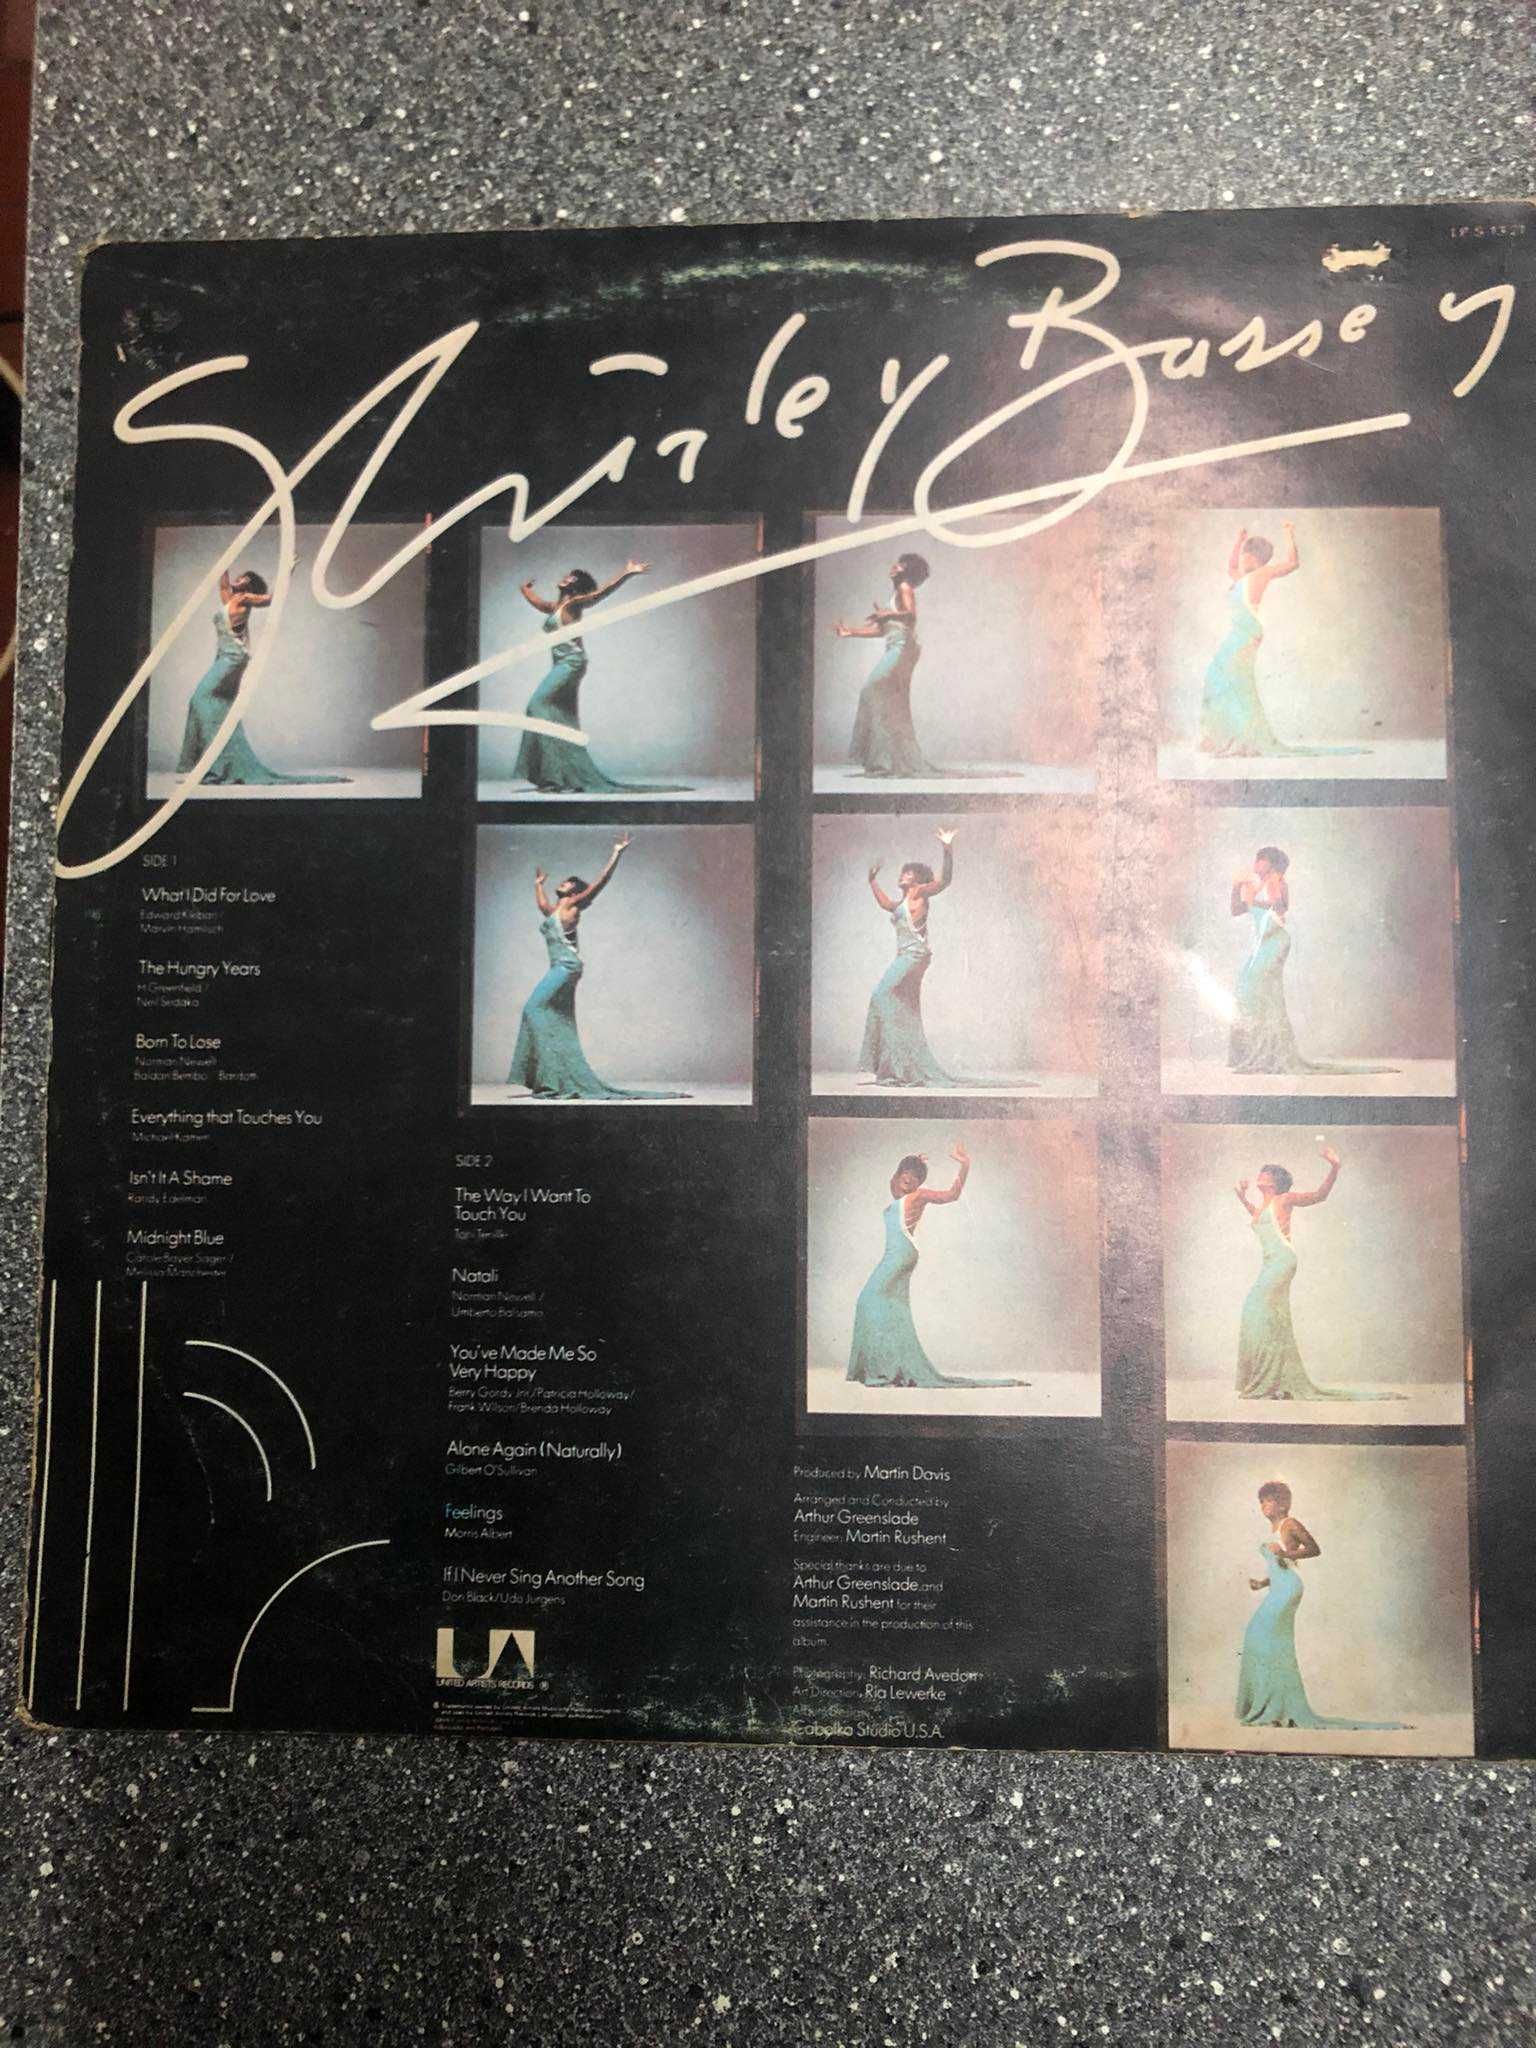 Shirley Bassey
SIDE 1
What I Did For Love
Edward Kleban /
Marvin Hamlisch
The Hungry Years
H. Greenfield /
Neil Sedaka
Born To Lose
Norman Newell
Baldan Bembo
Everything that Touches You
Michael Kamen
Isn't It A Shame
Randy Edelman
Midnight Blue
Carole Bayer Sager /
Melissa Manchester
SIDE 2
The Way I Want To
Touch You
Toni Tennille
Natali
Norman Newell /
Umberto Balsamo
You've Made Me So
Very Happy
Berry Gordy Jnr./Patricia Holloway/
Frank Wilson/Brenda Holloway
Alone Again (Naturally)
Gilbert O'Sullivan
Feelings
Morris Albert
If I Never Sing Another Song
Don Black/Udo Jurgens
UA
UNITED ARTISTS RECORDS ®
Produced by Martin Davis
Arranged and Conducted by
Arthur Greenslade
Engineer: Martin Rushent
Special thanks are due to
Arthur Greenslade and
Martin Rushent for their
assistance in the production of this
album.
Photography: Richard Avedon
Art Direction: Ria Lewerke
Cabalka Studio U.S.A.